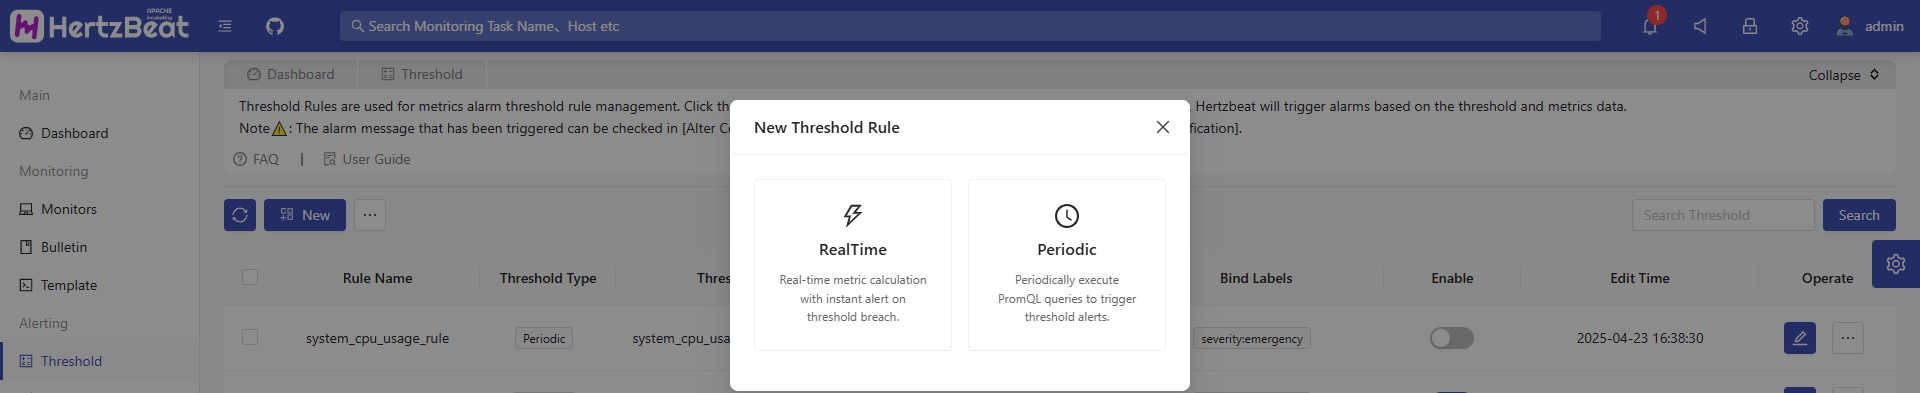 APACHE
incubating
HertzBeat
Search Monitoring Task Name、Host etc
1
admin
Main
Dashboard
Monitoring
Monitors
Bulletin
Template
Alerting
Threshold
Dashboard
Threshold
Collapse
Threshold Rules are used for metrics alarm threshold rule management. Click th
. Hertzbeat will trigger alarms based on the threshold and metrics data.
Note⚠: The alarm message that has been triggered can be checked in [Alter C
ification].
FAQ | User Guide
New
...
Search Threshold
Search
Rule Name
Threshold Type
Thres
Bind Labels
Enable
Edit Time
Operate
system_cpu_usage_rule
Periodic
system_cpu_usa
severity:emergency
2025-04-23 16:38:30
...
New Threshold Rule
RealTime
Real-time metric calculation
with instant alert on
threshold breach.
Periodic
Periodically execute
PromQL queries to trigger
threshold alerts.